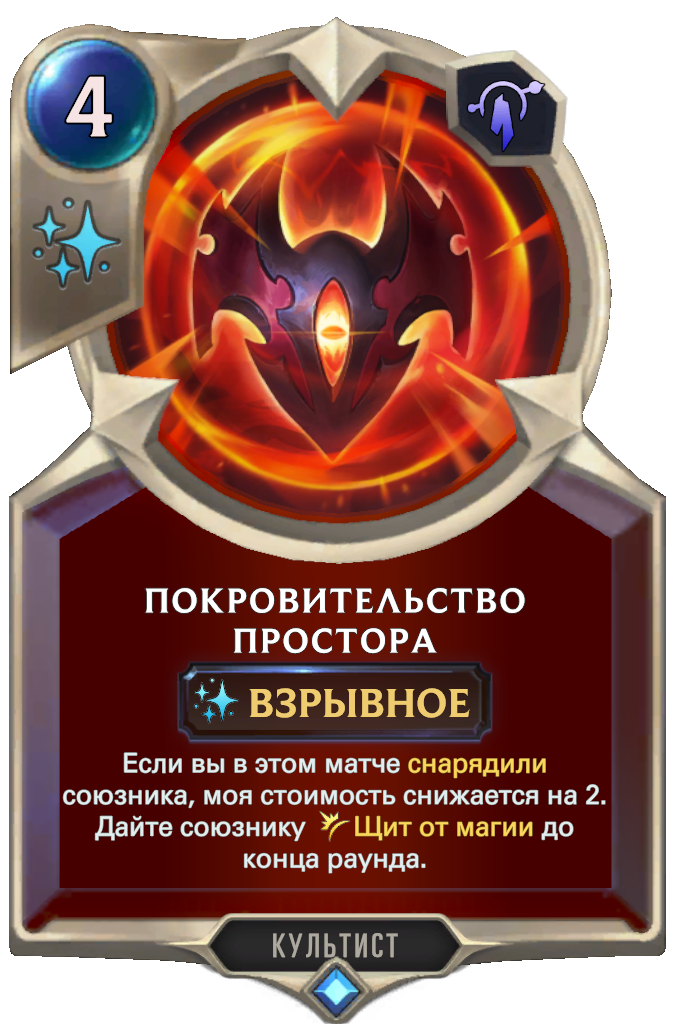 4
ПОКРОВИТЕЛЬСТВО
ПРОСТОРА
ВЗРЫВНОЕ
Если вы в этом матче снарядили
союзника, моя стоимость снижается на 2.
Дайте союзнику Щит от магии до
конца раунда.
КУЛЬТИСТ